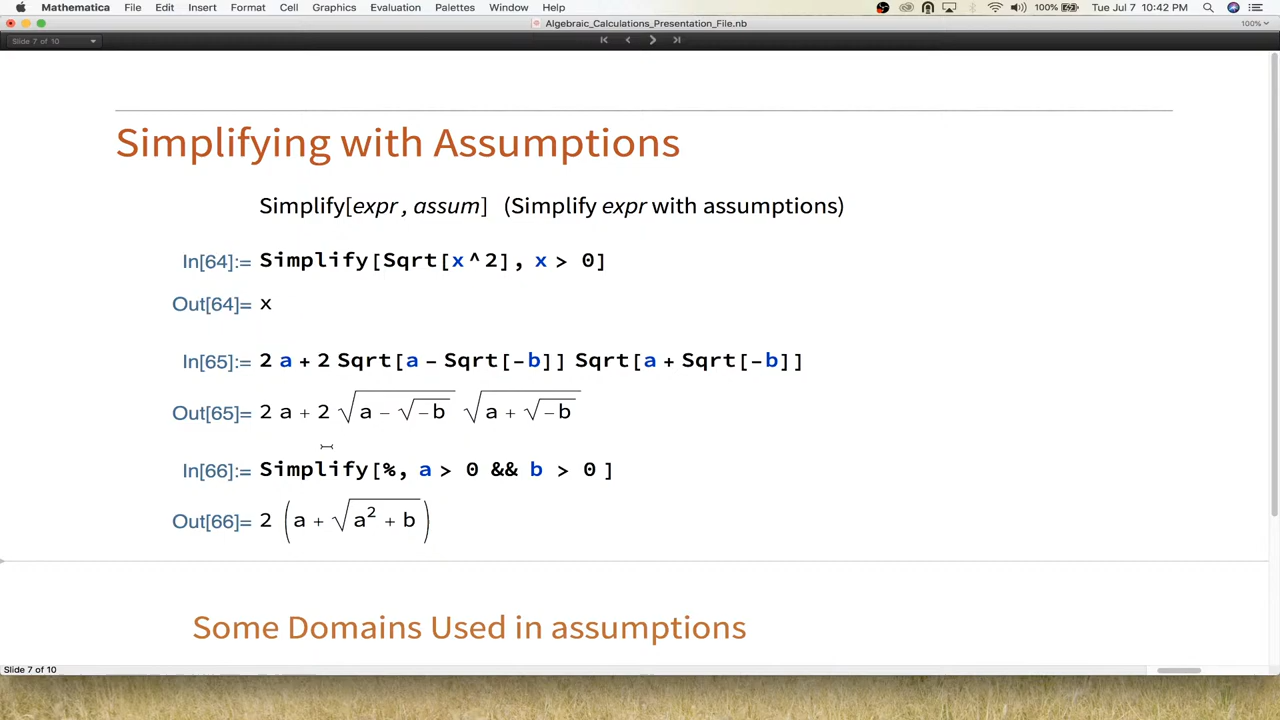 Mathematica File Edit Insert Format Cell Graphics Evaluation Palettes Window Help 100% Tue Jul 7 10:42 PM
Algebraic_Calculations_Presentation_File.nb 100%
Slide 7 of 10
Simplifying with Assumptions
Simplify[expr , assum] (Simplify expr with assumptions)
In[64]:= Simplify[Sqrt[x^2], x > 0]
Out[64]= x
In[65]:= 2 a + 2 Sqrt[a - Sqrt[-b]] Sqrt[a + Sqrt[-b]]
Out[65]= 2 a + 2 √(a - √-b) √(a + √-b)
In[66]:= Simplify[%, a > 0 && b > 0 ]
Out[66]= 2 (a + √(a² + b))
Some Domains Used in assumptions
Slide 7 of 10